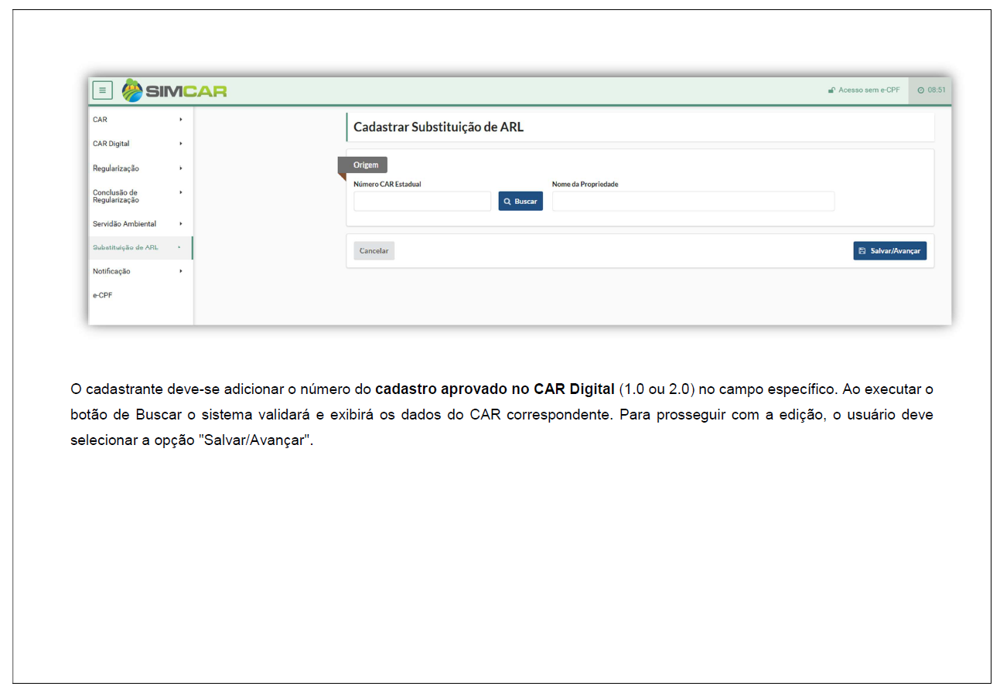 SIMCAR
Acesso sem e-CPF
08:51
CAR
CAR Digital
Regularização
Conclusão de
Regularização
Servidão Ambiental
Substituição de ARL
Notificação
e-CPF
Cadastrar Substituição de ARL
Origem
Número CAR Estadual
Nome da Propriedade
Buscar
Cancelar
Salvar/Avançar
O cadastrante deve-se adicionar o número do cadastro aprovado no CAR Digital (1.0 ou 2.0) no campo específico. Ao executar o
botão de Buscar o sistema validará e exibirá os dados do CAR correspondente. Para prosseguir com a edição, o usuário deve
selecionar a opção "Salvar/Avançar".